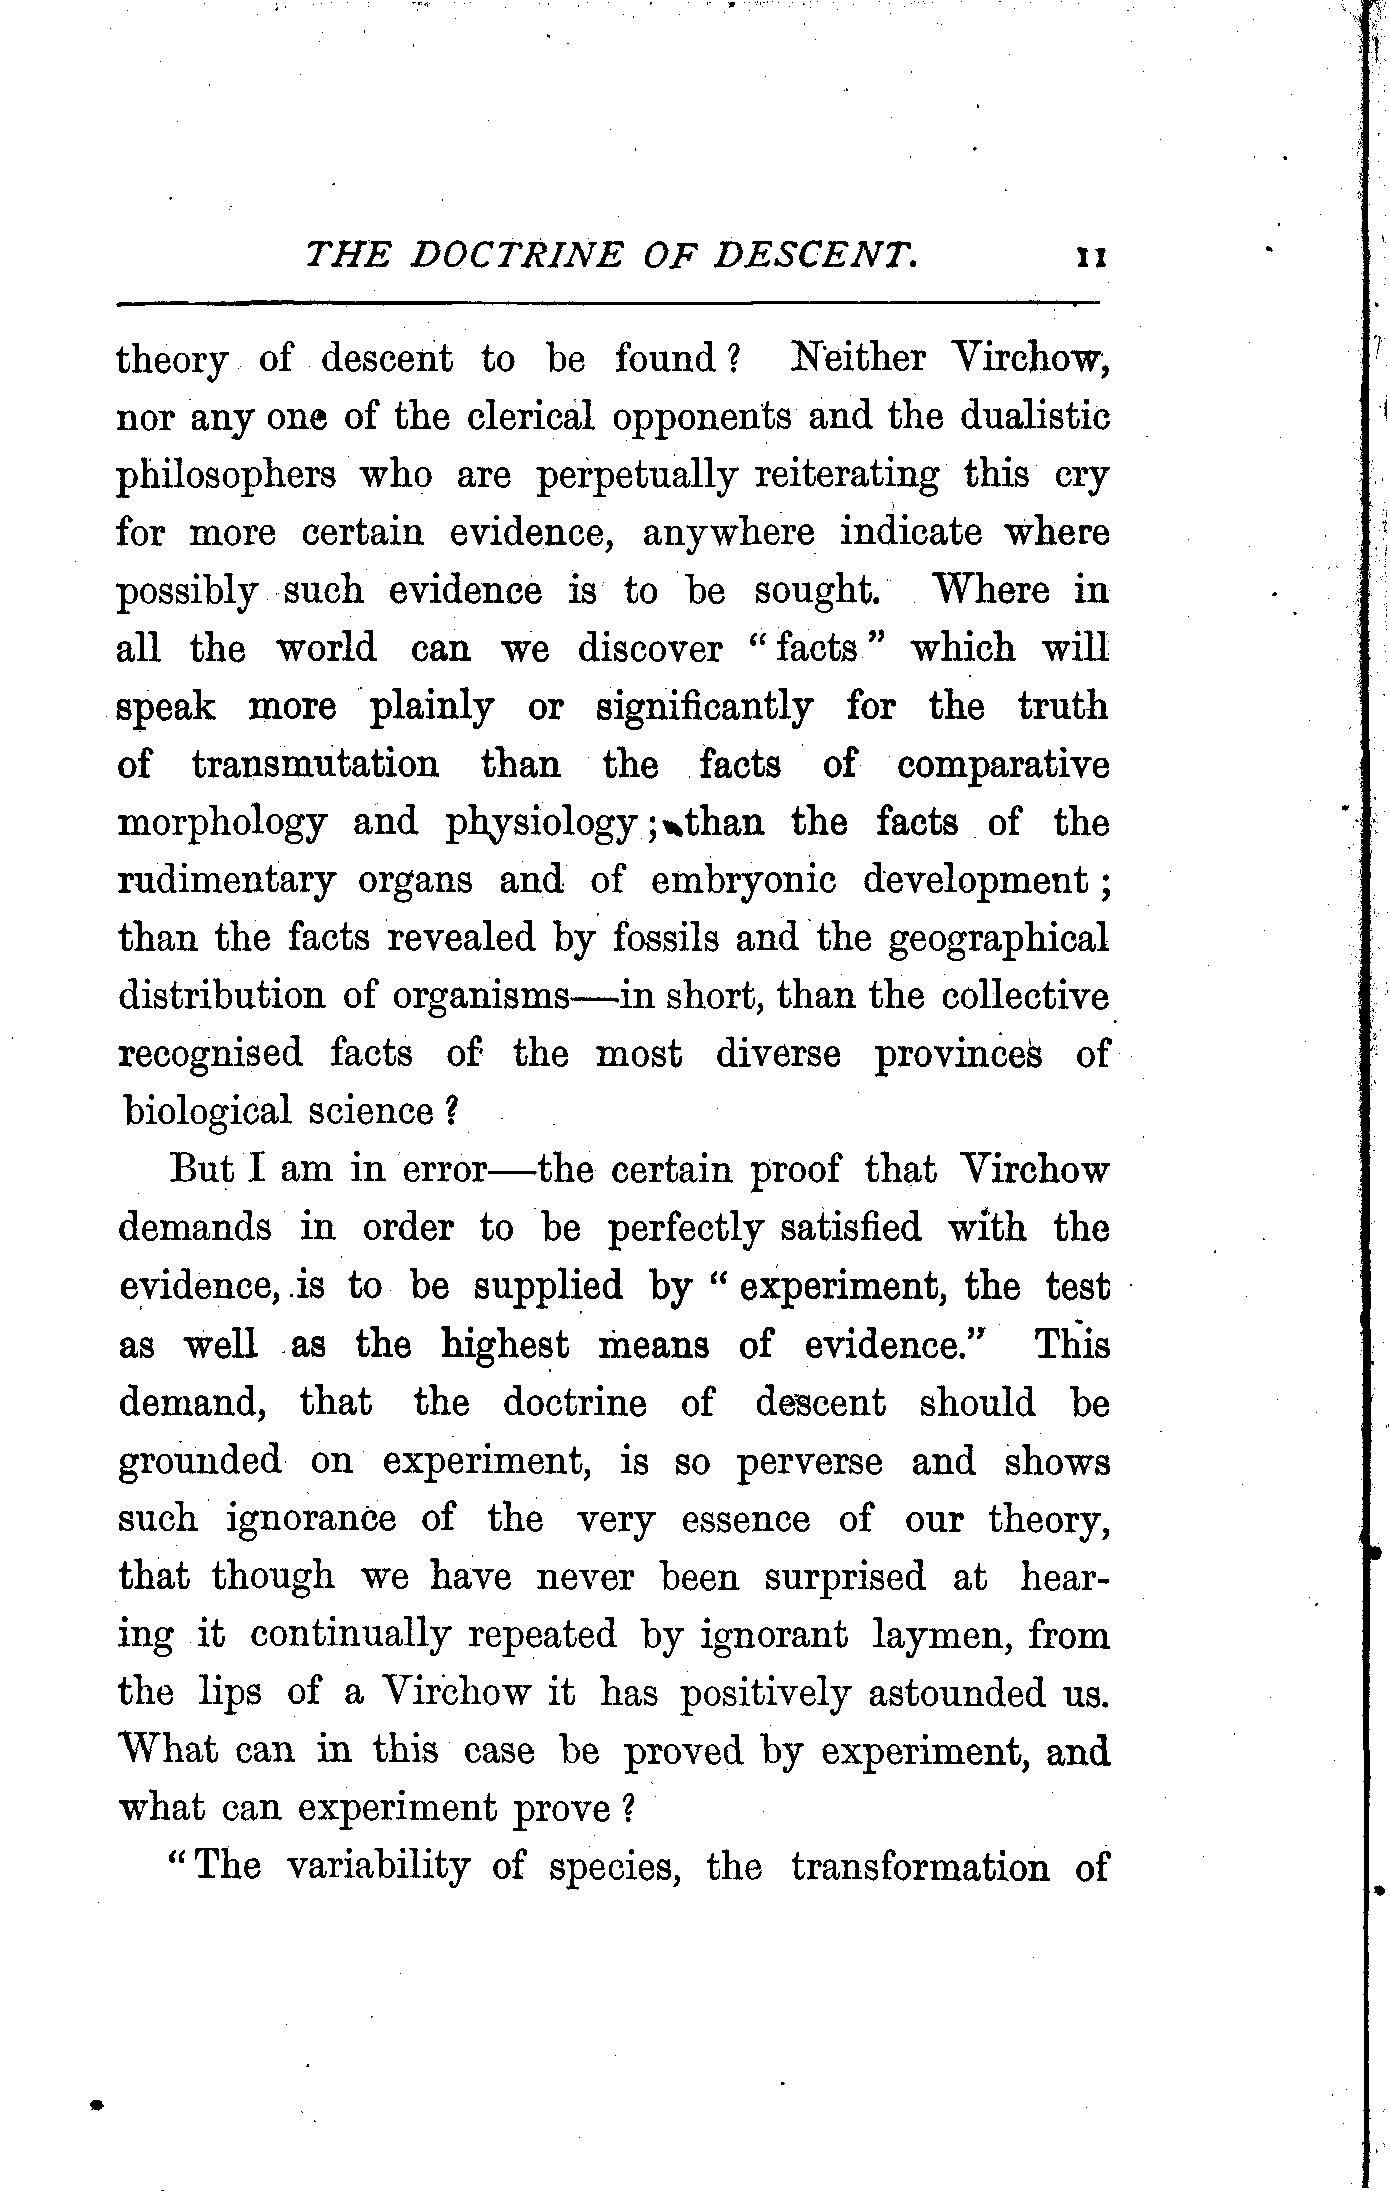 THE DOCTRINE OF DESCENT. 11
theory of descent to be found? Neither Virchow,
nor any one of the clerical opponents and the dualistic
philosophers who are perpetually reiterating this cry
for more certain evidence, anywhere indicate where
possibly such evidence is to be sought. Where in
all the world can we discover "facts" which will
speak more plainly or significantly for the truth
of transmutation than the facts of comparative
morphology and physiology; than the facts of the
rudimentary organs and of embryonic development;
than the facts revealed by fossils and the geographical
distribution of organisms—in short, than the collective
recognised facts of the most diverse provinces of
biological science?
But I am in error—the certain proof that Virchow
demands in order to be perfectly satisfied with the
evidence, is to be supplied by "experiment, the test
as well as the highest means of evidence." This
demand, that the doctrine of descent should be
grounded on experiment, is so perverse and shows
such ignorance of the very essence of our theory,
that though we have never been surprised at hear-
ing it continually repeated by ignorant laymen, from
the lips of a Virchow it has positively astounded us.
What can in this case be proved by experiment, and
what can experiment prove?
"The variability of species, the transformation of